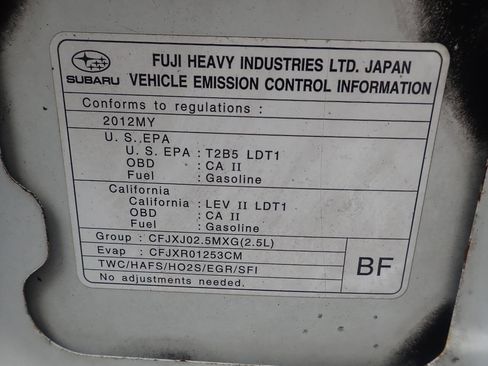 FUJI HEAVY INDUSTRIES LTD. JAPAN
SUBARU VEHICLE EMISSION CONTROL INFORMATION
Conforms to regulations :
2012MY
U. S. EPA
U. S. EPA : T2B5 LDT1
OBD : CA II
Fuel : Gasoline
California
California : LEV II LDT1
OBD : CA II
Fuel : Gasoline
Group : CFJXJ02.5MXG(2.5L)
Evap : CFJXR01253CM
TWC/HAFS/HO2S/EGR/SFI
No adjustments needed.
BF